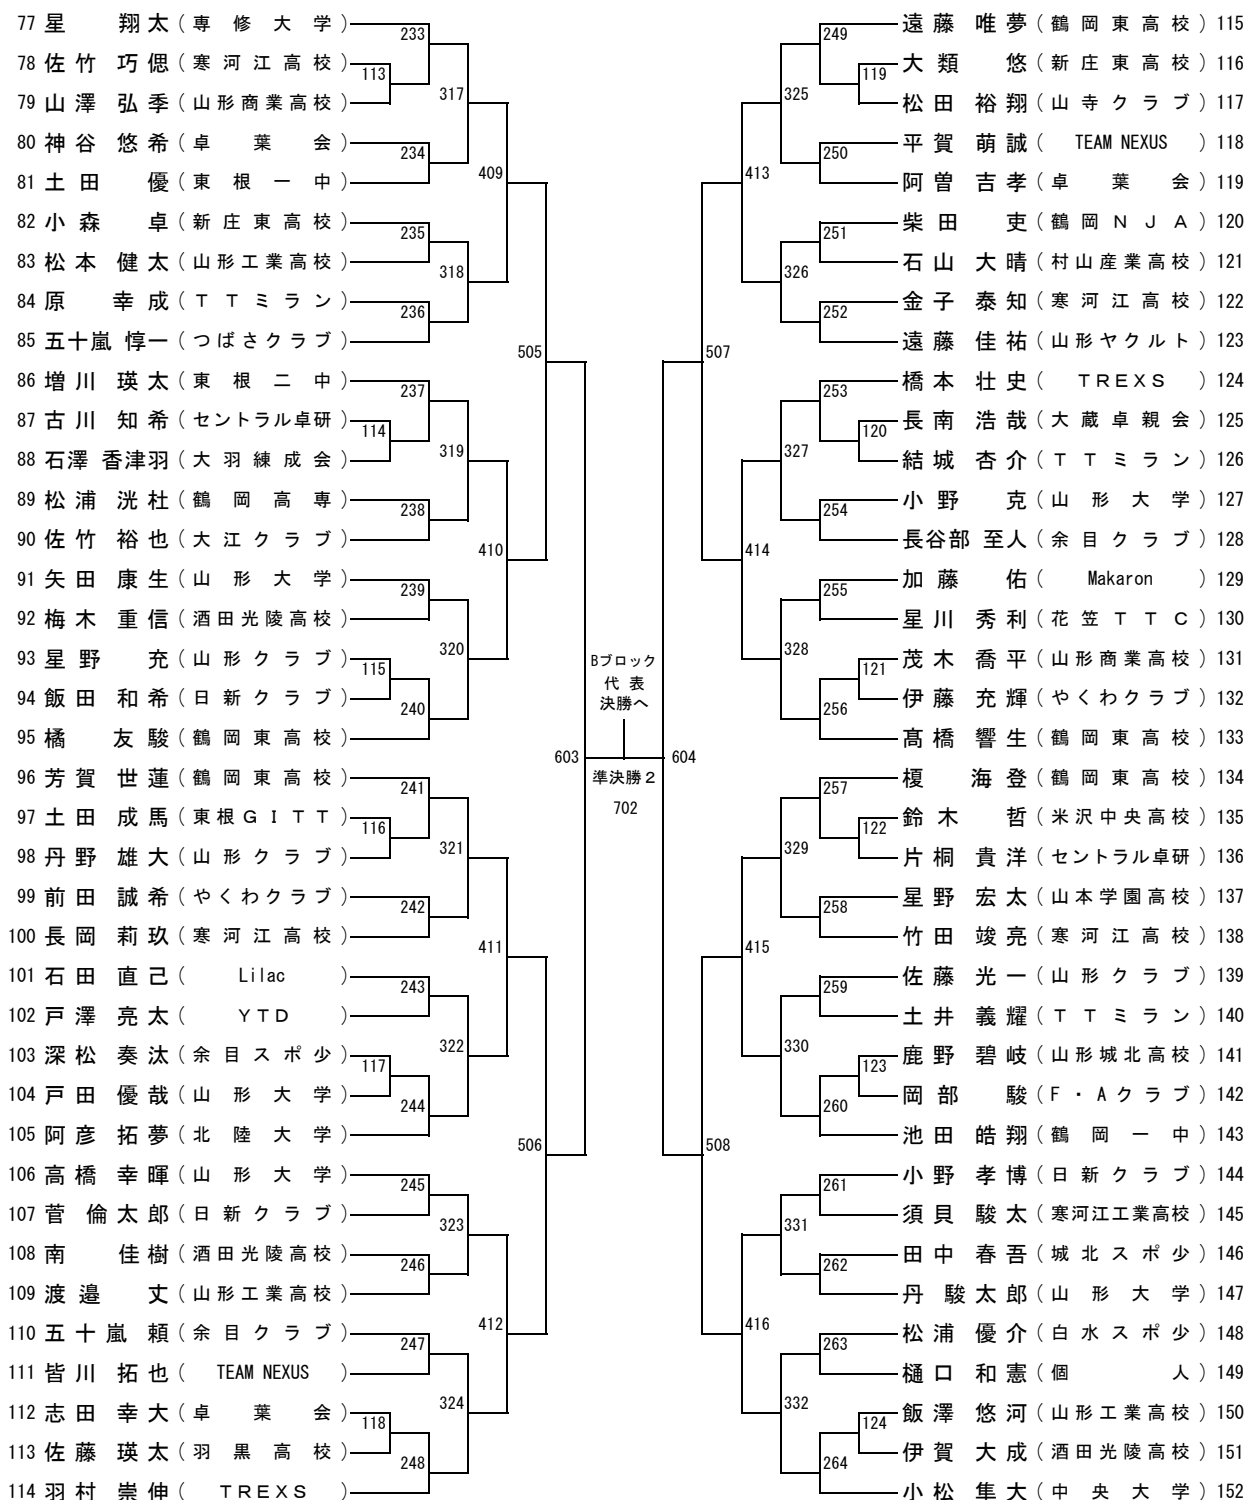 77 星 翔太 (専修大学)
78 佐竹 巧偲 (寒河江高校)
79 山澤 弘季 (山形商業高校)
80 神谷 悠希 (卓葉会)
81 土田 優 (東根一中)
82 小森 卓 (新庄東高校)
83 松本 健太 (山形工業高校)
84 原 幸成 (TTミラン)
85 五十嵐 惇一 (つばさクラブ)
86 増川 瑛太 (東根二中)
87 古川 知希 (セントラル卓研)
88 石澤 香津羽 (大羽練成会)
89 松浦 洸杜 (鶴岡高専)
90 佐竹 裕也 (大江クラブ)
91 矢田 康生 (山形大学)
92 梅木 重信 (酒田光陵高校)
93 星野 充 (山形クラブ)
94 飯田 和希 (日新クラブ)
95 橘 友駿 (鶴岡東高校)
96 芳賀 世蓮 (鶴岡東高校)
97 土田 成馬 (東根GITT)
98 丹野 雄大 (山形クラブ)
99 前田 誠希 (やくわクラブ)
100 長岡 莉玖 (寒河江高校)
101 石田 直己 (Lilac)
102 戸澤 亮太 (YTD)
103 深松 奏汰 (余目スポ少)
104 戸田 優哉 (山形大学)
105 阿彦 拓夢 (北陸大学)
106 高橋 幸暉 (山形大学)
107 菅 倫太郎 (日新クラブ)
108 南 佳樹 (酒田光陵高校)
109 渡邉 丈 (山形工業高校)
110 五十嵐 頼 (余目クラブ)
111 皆川 拓也 (TEAM NEXUS)
112 志田 幸大 (卓葉会)
113 佐藤 瑛太 (羽黒高校)
114 羽村 崇伸 (TREXS)
233
113
317
234
409
235
318
236
505
237
114
319
238
410
239
320
115
240
603
241
116
321
242
411
243
322
117
244
506
245
323
246
412
247
324
118
248
Bブロック
代表
決勝へ
準決勝2
702
604
249
119
325
250
413
251
326
252
507
253
120
327
254
414
255
328
121
256
257
122
329
258
415
259
330
123
260
508
261
331
262
416
263
332
124
264
遠藤 唯夢 (鶴岡東高校) 115
大類 悠 (新庄東高校) 116
松田 裕翔 (山寺クラブ) 117
平賀 萌誠 (TEAM NEXUS) 118
阿曽 吉孝 (卓葉会) 119
柴田 吏 (鶴岡NJA) 120
石山 大晴 (村山産業高校) 121
金子 泰知 (寒河江高校) 122
遠藤 佳祐 (山形ヤクルト) 123
橋本 壮史 (TREXS) 124
長南 浩哉 (大蔵卓親会) 125
結城 杏介 (TTミラン) 126
小野 克 (山形大学) 127
長谷部 至人 (余目クラブ) 128
加藤 佑 (Makaron) 129
星川 秀利 (花笠TTC) 130
茂木 喬平 (山形商業高校) 131
伊藤 充輝 (やくわクラブ) 132
髙橋 響生 (鶴岡東高校) 133
榎 海登 (鶴岡東高校) 134
鈴木 哲 (米沢中央高校) 135
片桐 貴洋 (セントラル卓研) 136
星野 宏太 (山本学園高校) 137
竹田 竣亮 (寒河江高校) 138
佐藤 光一 (山形クラブ) 139
土井 義耀 (TTミラン) 140
鹿野 碧岐 (山形城北高校) 141
岡部 駿 (F・Aクラブ) 142
池田 皓翔 (鶴岡一中) 143
小野 孝博 (日新クラブ) 144
須貝 駿太 (寒河江工業高校) 145
田中 春吾 (城北スポ少) 146
丹 駿太郎 (山形大学) 147
松浦 優介 (白水スポ少) 148
樋口 和憲 (個人) 149
飯澤 悠河 (山形工業高校) 150
伊賀 大成 (酒田光陵高校) 151
小松 隼大 (中央大学) 152